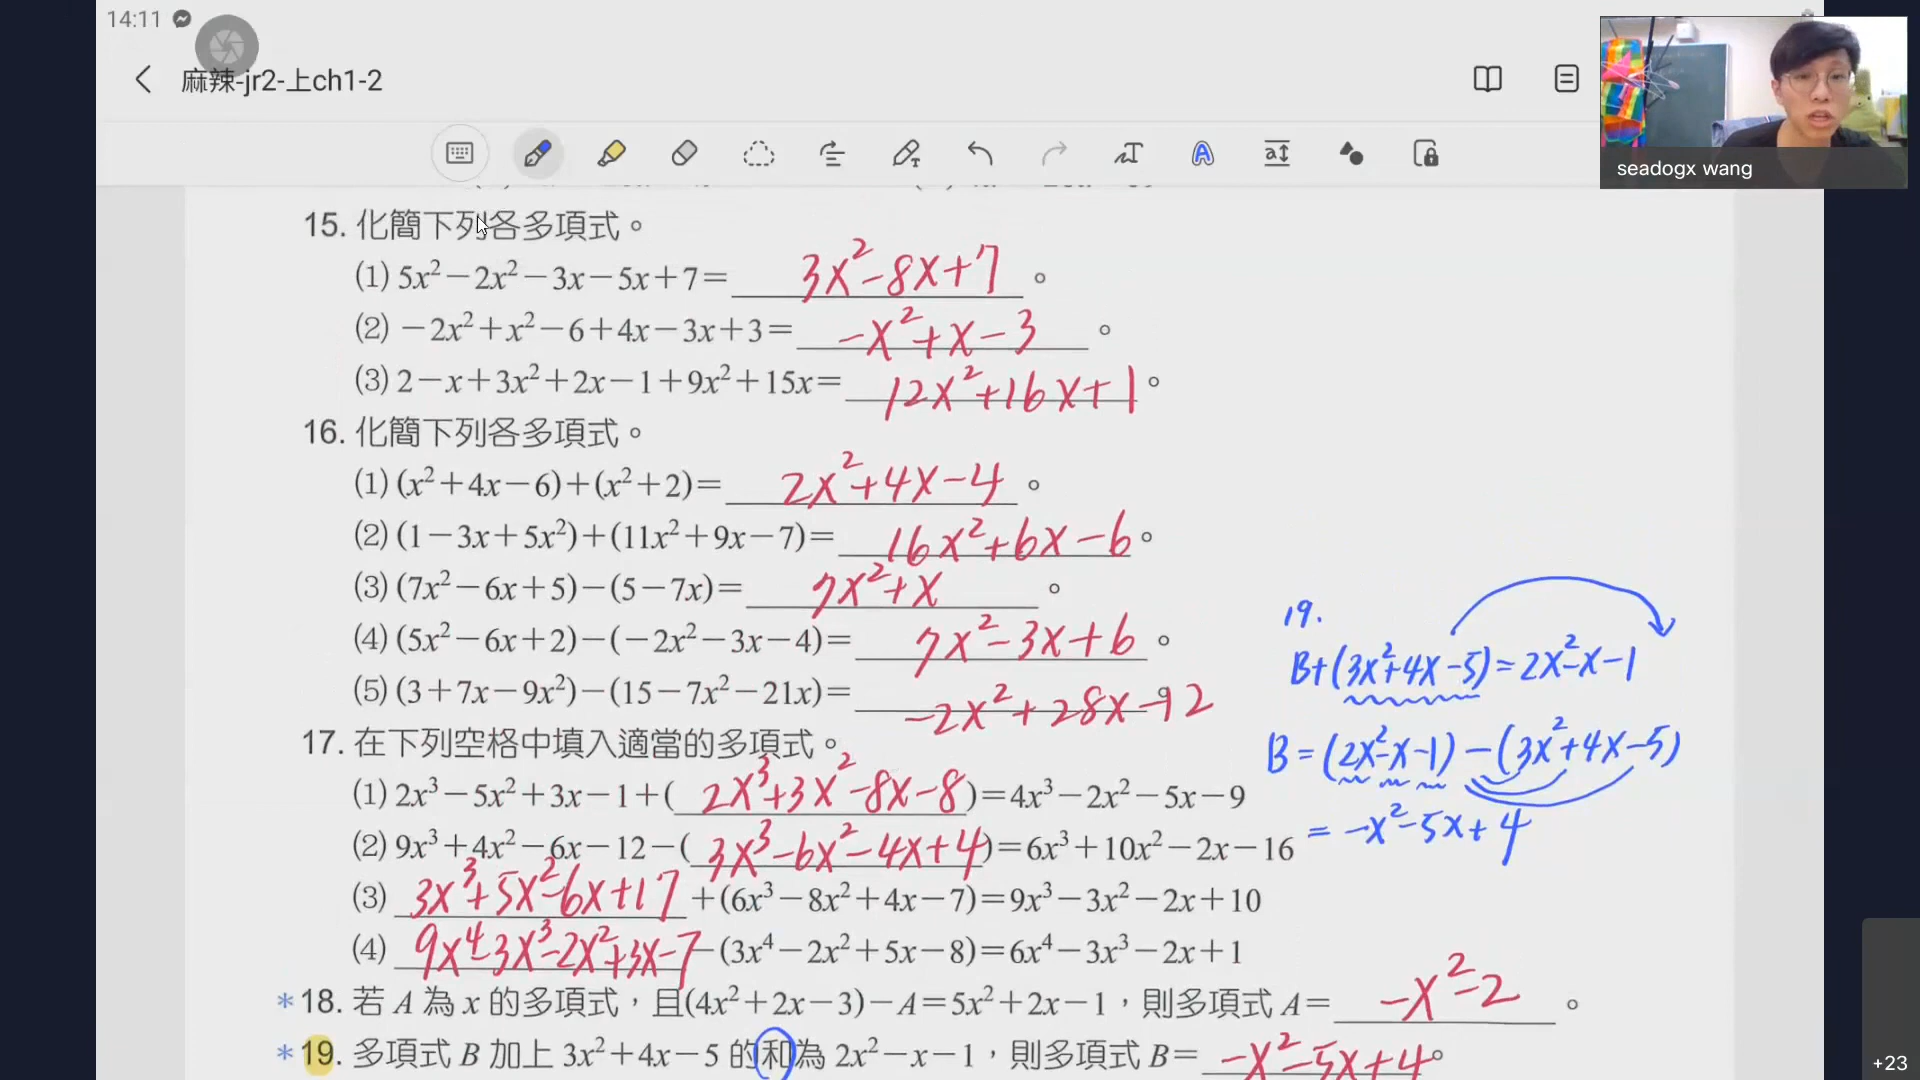 14:11
麻辣-jr2-上ch1-2
seadogx wang
15. 化簡下列各多項式。
(1) 5x²－2x²－3x－5x＋7＝ 3x²-8x+7 。
(2) －2x²＋x²－6＋4x－3x＋3＝ -x²+x-3 。
(3) 2－x＋3x²＋2x－1＋9x²＋15x＝ 12x²+16x+1 。
16. 化簡下列各多項式。
(1) (x²＋4x－6)＋(x²＋2)＝ 2x²+4x-4 。
(2) (1－3x＋5x²)＋(11x²＋9x－7)＝ 16x²+6x-6 。
(3) (7x²－6x＋5)－(5－7x)＝ 7x²+x 。
(4) (5x²－6x＋2)－(－2x²－3x－4)＝ 7x²-3x+6 。
(5) (3＋7x－9x²)－(15－7x²－21x)＝ -2x²+28x-12 。
17. 在下列空格中填入適當的多項式。
(1) 2x³－5x²＋3x－1＋( 2x³+3x²-8x-8 )＝4x³－2x²－5x－9
(2) 9x³＋4x²－6x－12－( 3x³-6x²-4x+4 )＝6x³＋10x²－2x－16
(3) 3x³+5x²-6x+17 ＋(6x³－8x²＋4x－7)＝9x³－3x²－2x＋10
(4) 9x⁴-3x³-2x²+3x-7 －(3x⁴－2x²＋5x－8)＝6x⁴－3x³－2x＋1
*18. 若 A 為 x 的多項式，且(4x²＋2x－3)－A＝5x²＋2x－1，則多項式 A＝ -x²-2 。
*19. 多項式 B 加上 3x²＋4x－5 的和為 2x²－x－1，則多項式 B＝ -x²-5x+4 。
19.
B+(3x²+4x-5)=2x²-x-1
B=(2x²-x-1)-(3x²+4x-5)
= -x²-5x+4
+23